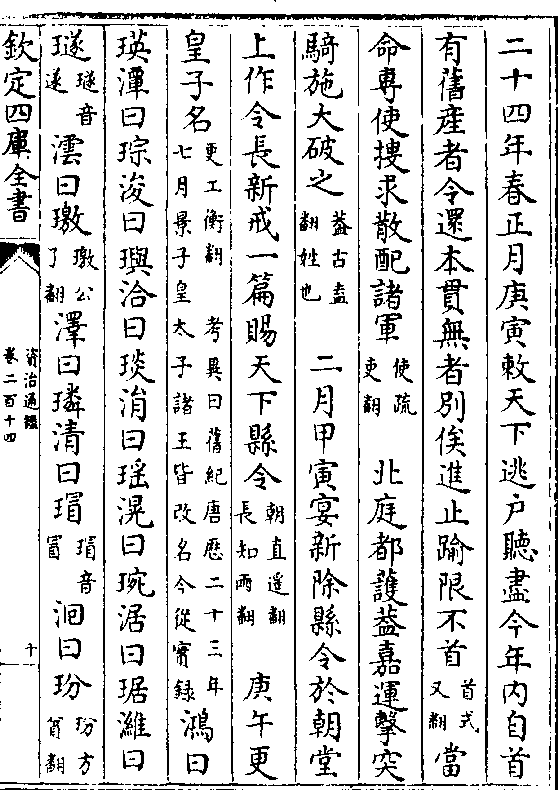 二十四年春正月庚寅敕天下逃户聽盡今年内自首
有舊産者令還本貫無者别俟進止踰限不首首式又翻當
命専使捜求散配諸軍使疏吏翻 北庭都護蓋嘉運擊突
騎施大破之蓋古盍翻姓也 二月甲寅宴新除縣令於朝堂
上作令長新戒一篇賜天下縣令朝直遥翻長知兩翻 庚午更
皇子名更工衡翻考異曰舊紀唐厯二十三年七月景子皇太子諸王皆改名今從實録鴻曰
瑛潭曰琮浚曰璵洽曰琰涓曰瑶滉曰琬涺曰琚濰曰
璲璲音遂澐曰璬璬公了翻澤曰璘清曰琩琩音冒洄曰玢玢方貧翻
欽定四庫全書
資治通鑑
卷二百十四
十